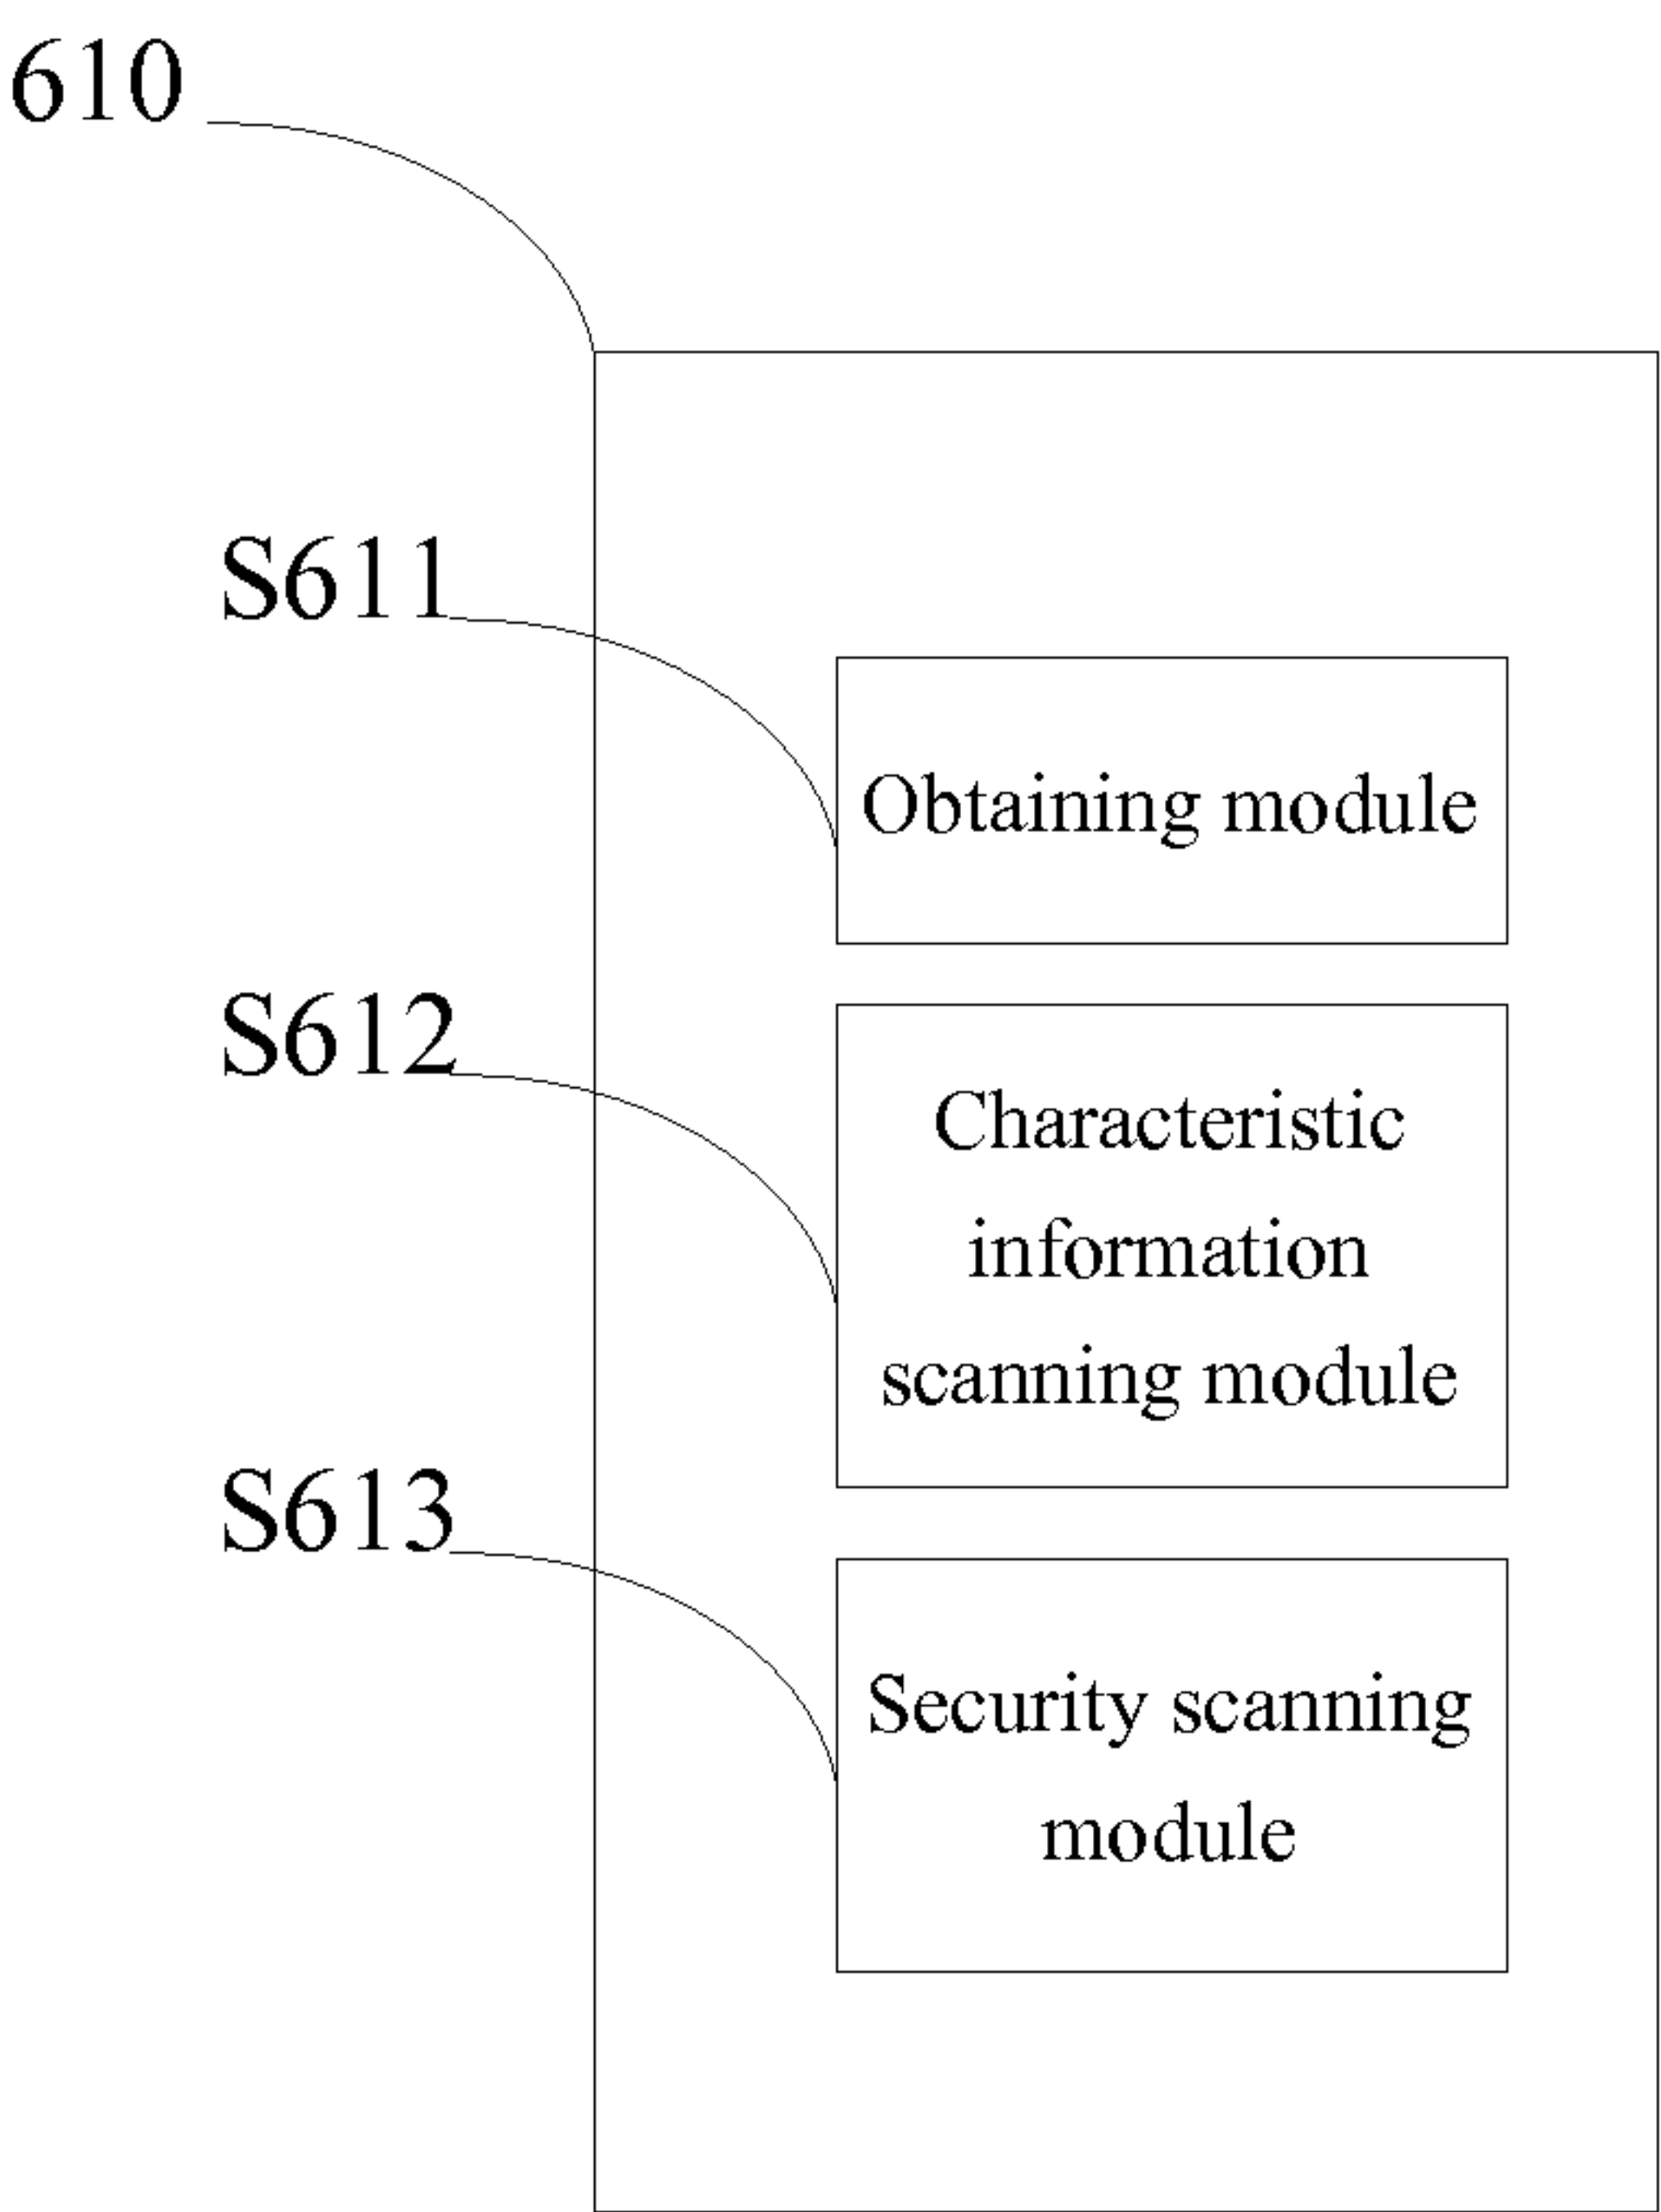 610
S611
Obtaining module
S612
Characteristic
information
scanning module
S613
Security scanning
module